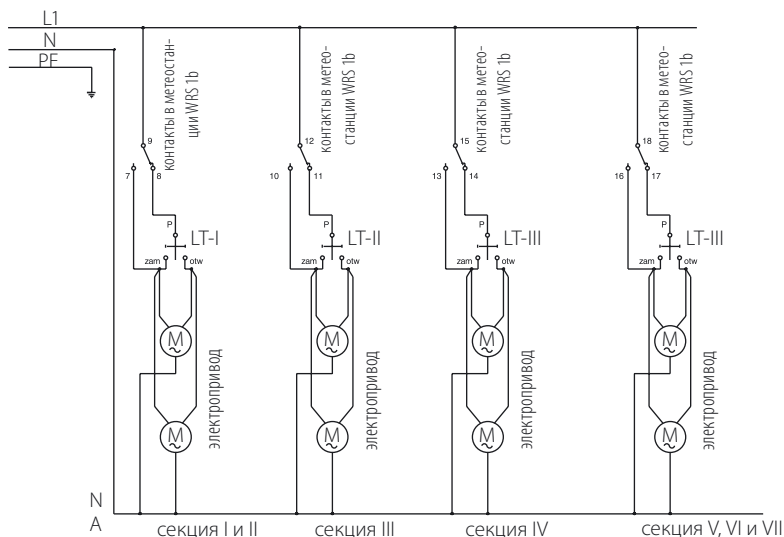 L1
N
PE
контакты в метеостан-
ции WRS 1b
контакты в метео-
станции WRS 1b
контакты в метео-
станции WRS 1b
контакты в метео-
станции WRS 1b
9
7
8
12
10
11
15
13
14
18
16
17
P
LT-I
P
LT-II
P
LT-III
P
LT-III
zam
otw
zam
otw
zam
otw
zam
otw
M
M
M
M
электропривод
электропривод
электропривод
электропривод
M
M
M
M
N
A
секция I и II
секция III
секция IV
секция V, VI и VII